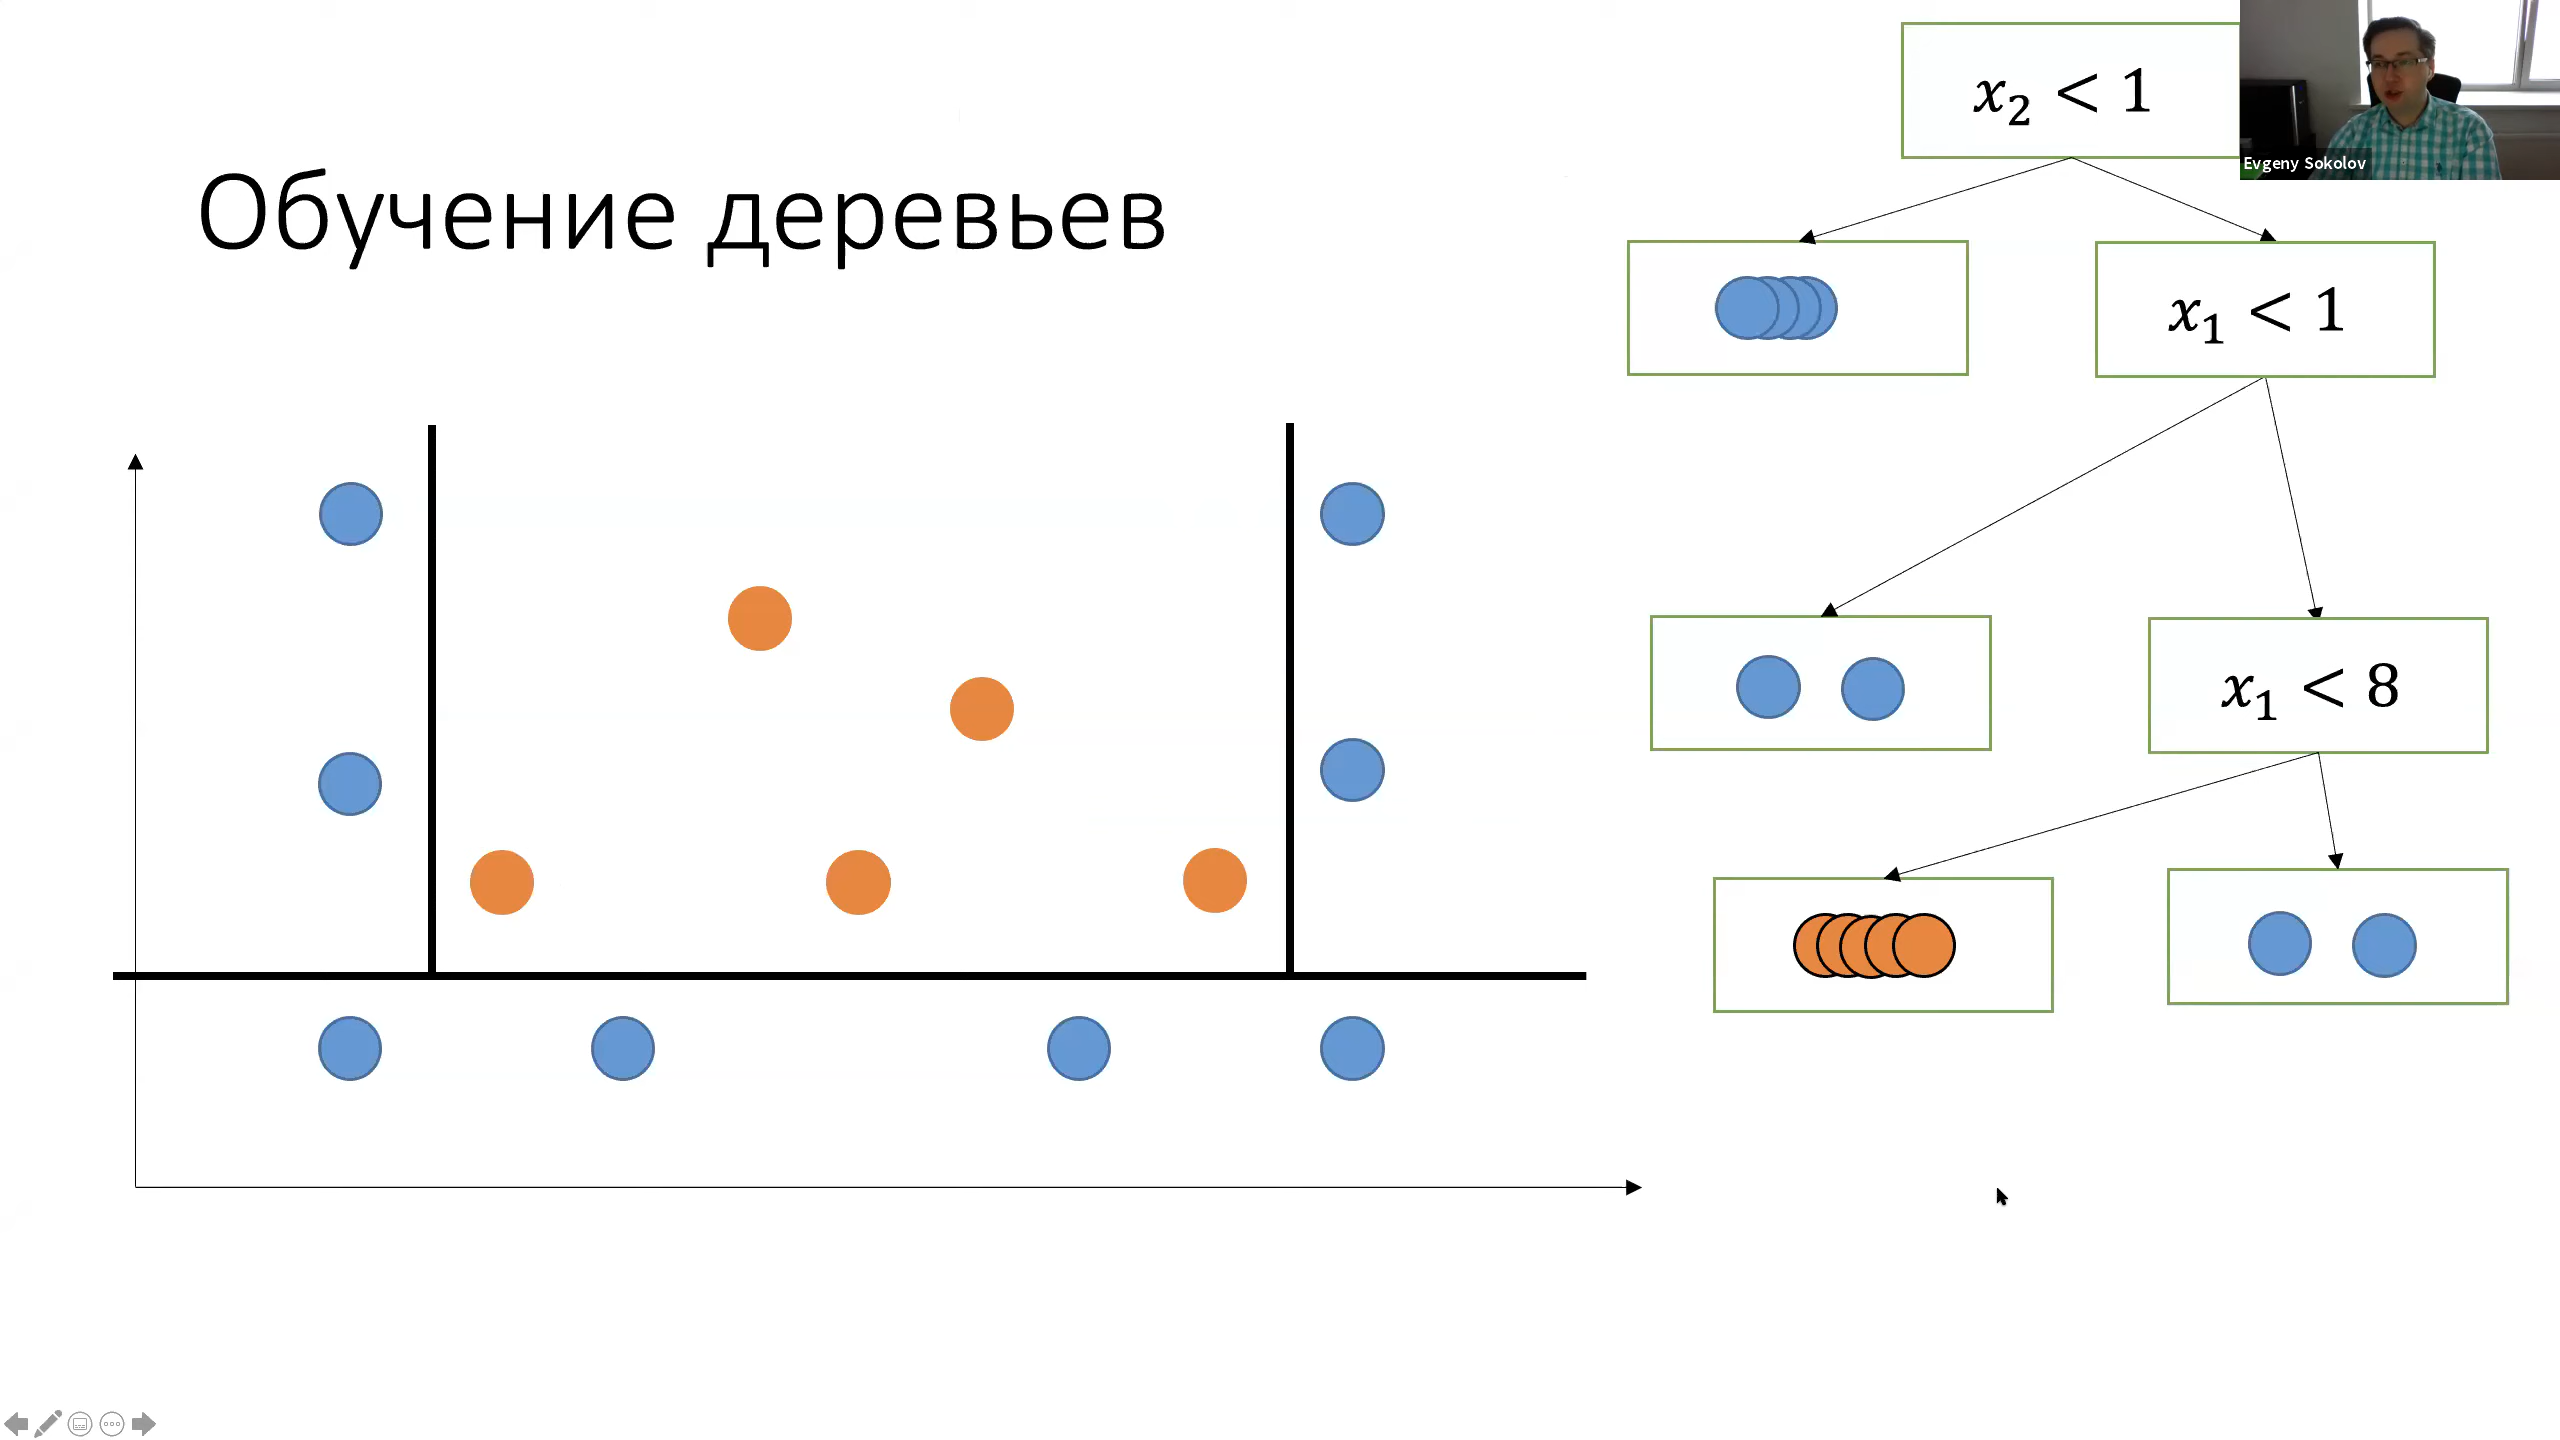 x₂ < 1
Evgeny Sokolov
Обучение деревьев
x₁ < 1
x₁ < 8